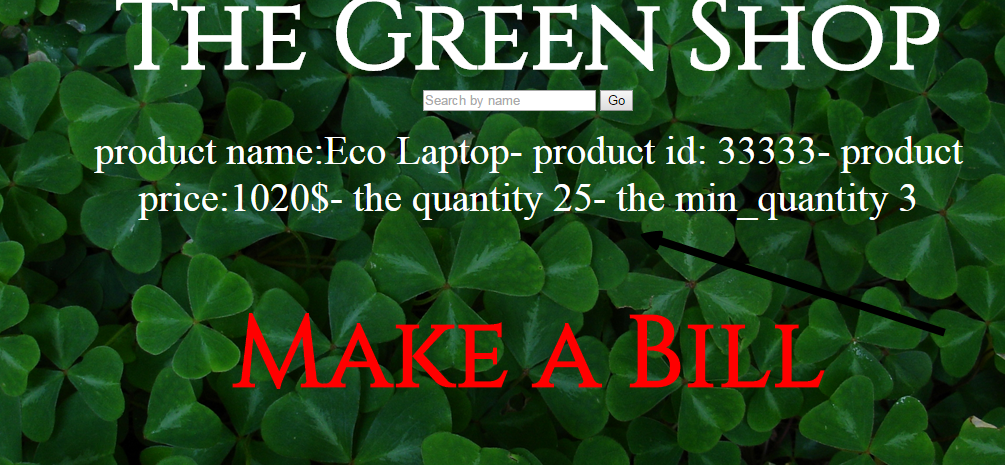 THE GREEN SHOP
Search by name Go
product name:Eco Laptop- product id: 33333- product
price:1020$- the quantity 25- the min_quantity 3
MAKE A BILL